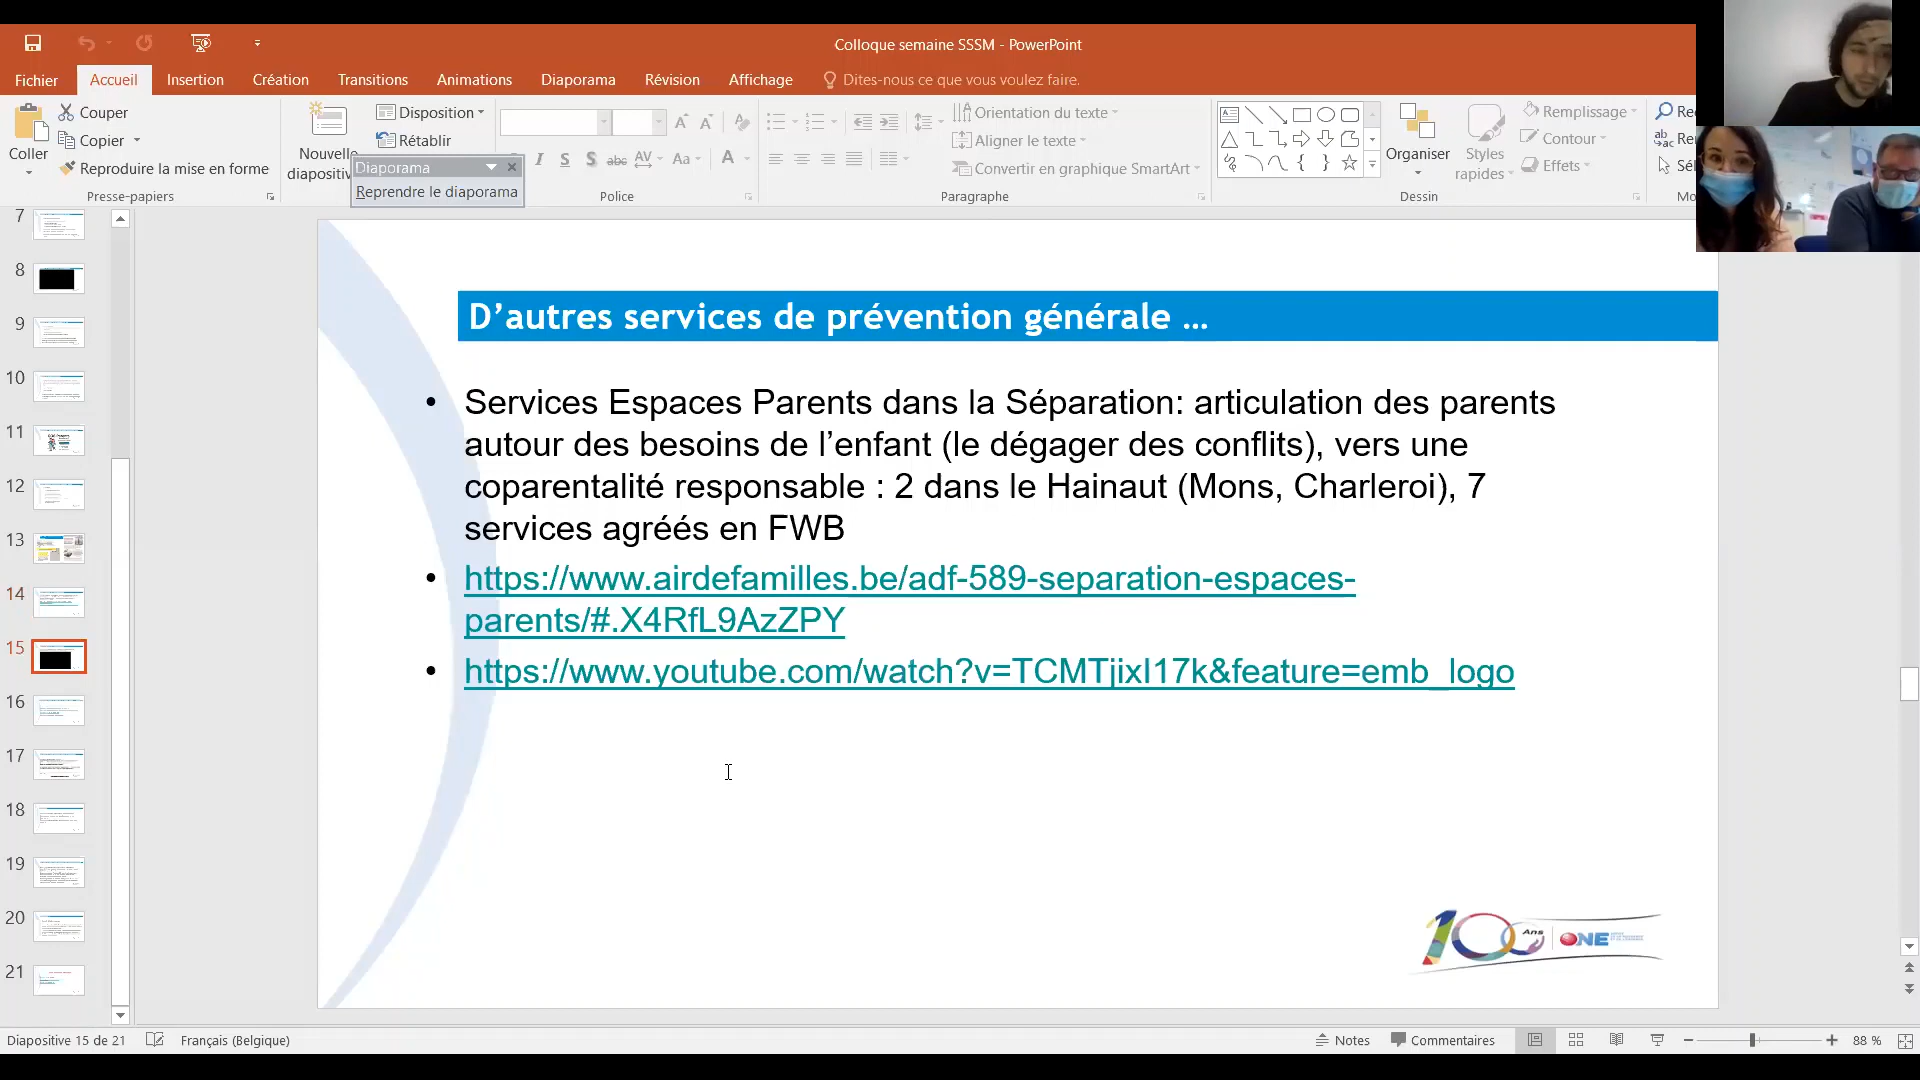 Colloque semaine SSSM - PowerPoint
Fichier
Accueil
Insertion
Création
Transitions
Animations
Diaporama
Révision
Affichage
Dites-nous ce que vous voulez faire.
Coller
Couper
Copier
Reproduire la mise en forme
Presse-papiers
Nouvelle
Disposition
Rétablir
Diaporama
Reprendre le diaporama
Police
Orientation du texte
Aligner le texte
Convertir en graphique SmartArt
Paragraphe
Organiser
Styles
rapides
Remplissage
Contour
Effets
Dessin
7
8
9
10
11
12
13
14
15
16
17
18
19
20
21
D’autres services de prévention générale …
• Services Espaces Parents dans la Séparation: articulation des parents
autour des besoins de l’enfant (le dégager des conflits), vers une
coparentalité responsable : 2 dans le Hainaut (Mons, Charleroi), 7
services agréés en FWB
• https://www.airdefamilles.be/adf-589-separation-espaces-
parents/#.X4RfL9AzZPY
• https://www.youtube.com/watch?v=TCMTjixI17k&feature=emb_logo
100 Ans ONE
Diapositive 15 de 21
Français (Belgique)
Notes
Commentaires
88 %